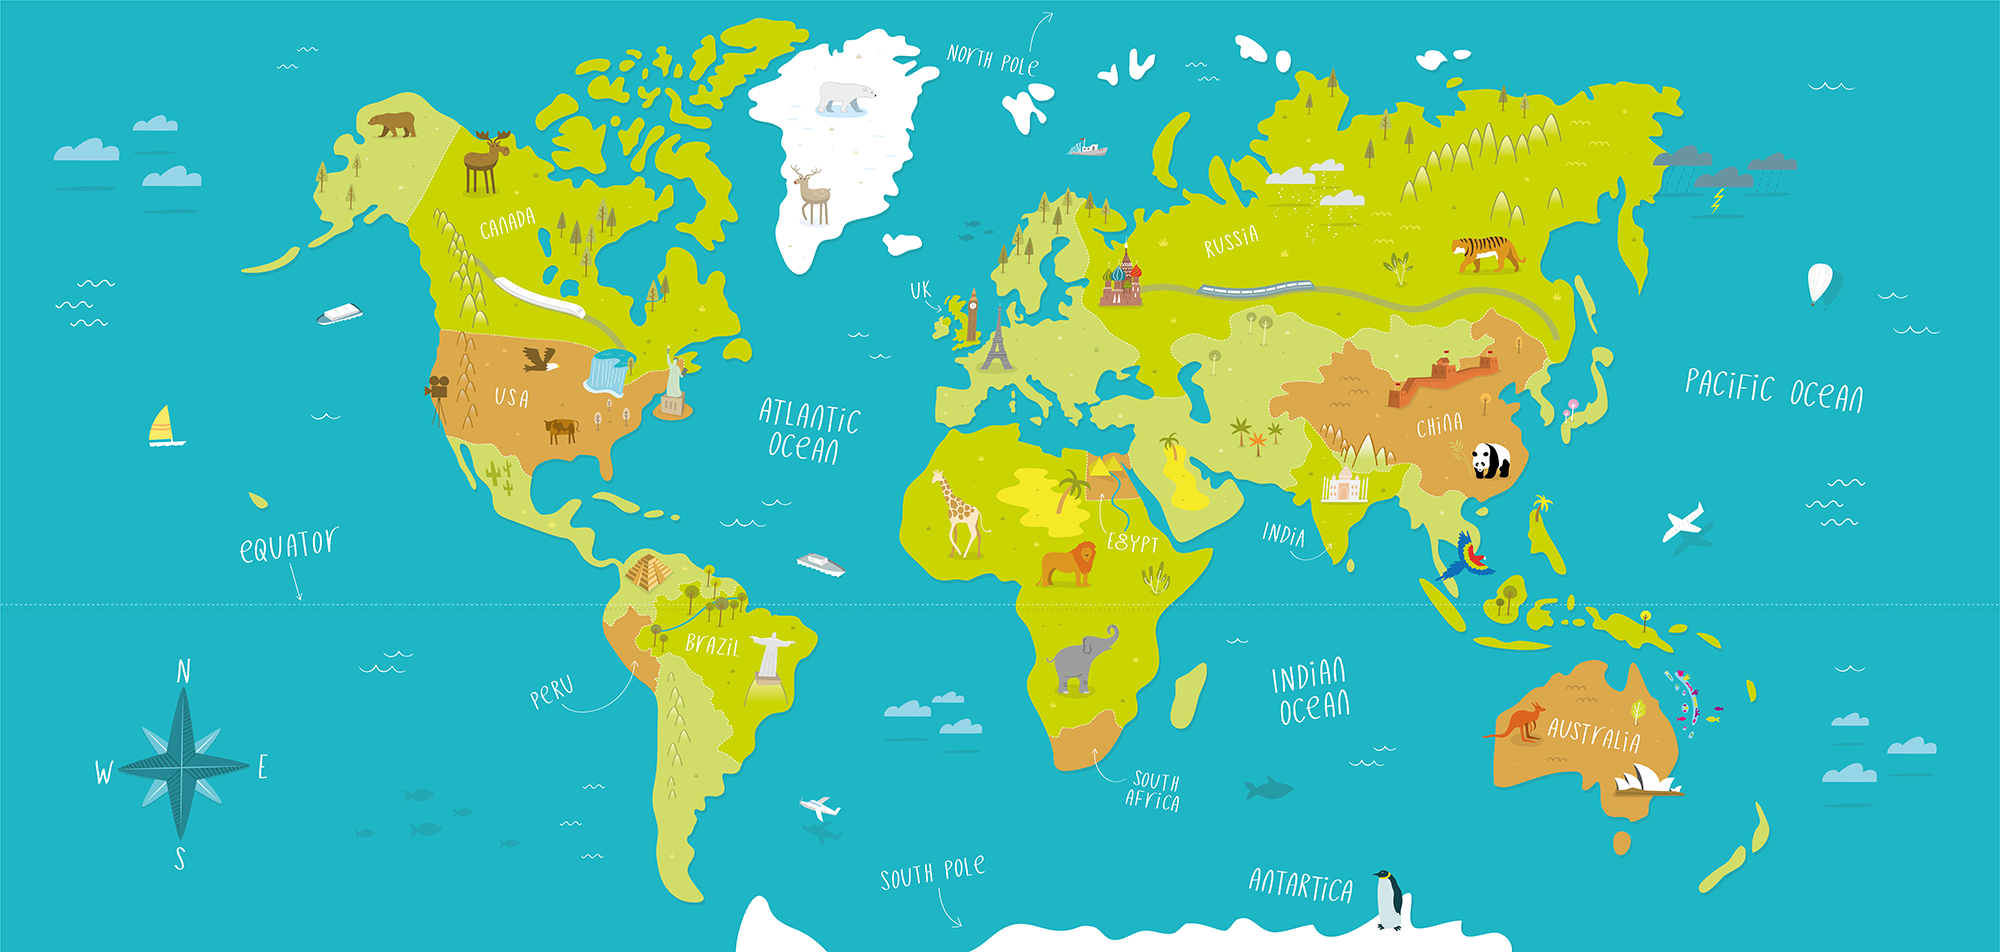 NORTH POLE
CANADA
RUSSIA
UK
USA
ATLANTIC
OCEAN
PACIFIC OCEAN
CHINA
EQUATOR
EGYPT
INDIA
BRAZIL
PERU
INDIAN
OCEAN
N
W
E
S
AUSTRALIA
SOUTH
AFRICA
SOUTH POLE
ANTARTICA